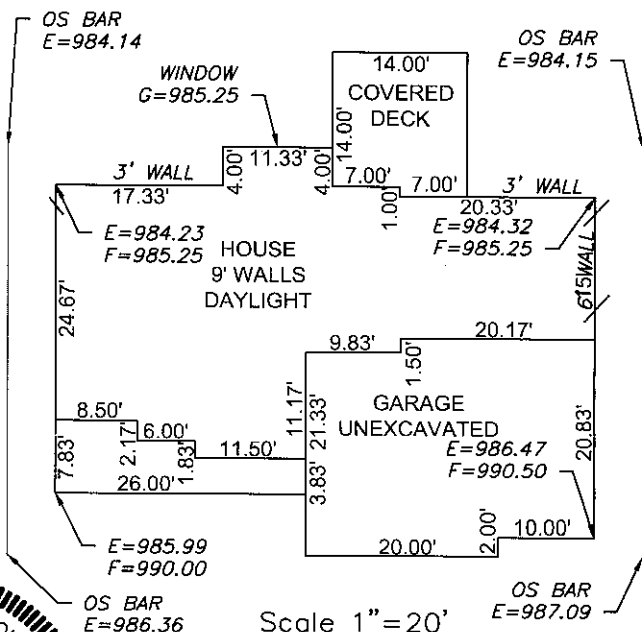 OS BAR
E=984.14
OS BAR
E=984.15
WINDOW
G=985.25
14.00'
COVERED
DECK
14.00'
11.33'
4.00'
4.00'
7.00'
7.00'
1.00'
3' WALL
17.33'
3' WALL
20.33'
E=984.23
F=985.25
E=984.32
F=985.25
HOUSE
9' WALLS
DAYLIGHT
24.67'
9.83'
20.17'
1.50'
GARAGE
UNEXCAVATED
11.17'
21.33'
20.83'
8.50'
2.17'
6.00'
1.83'
11.50'
7.83'
26.00'
3.83'
E=986.47
F=990.50
2.00'
10.00'
20.00'
E=985.99
F=990.00
OS BAR
E=986.36
Scale 1"=20'
OS BAR
E=987.09